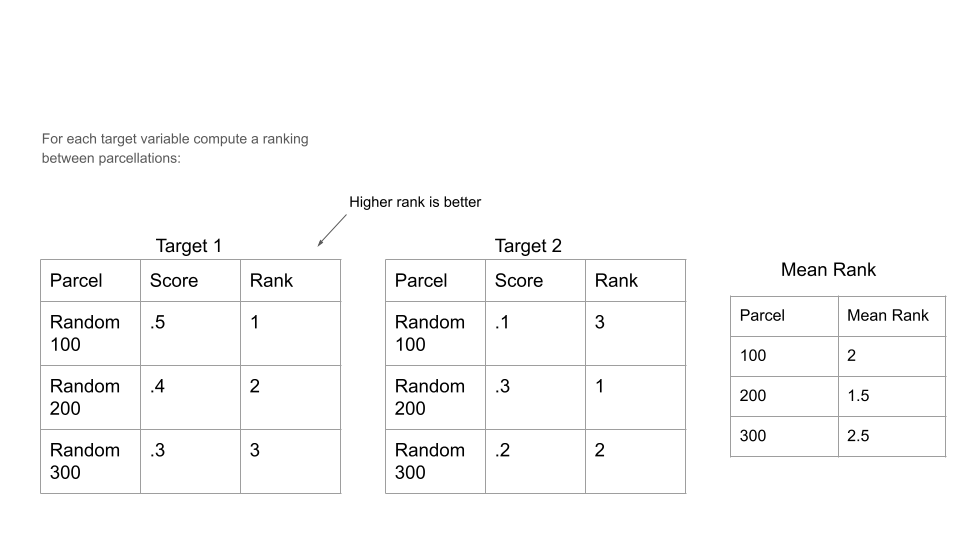 For each target variable compute a ranking
between parcellations:
Higher rank is better
Target 1
Parcel Score Rank
Random 100 .5 1
Random 200 .4 2
Random 300 .3 3
Target 2
Parcel Score Rank
Random 100 .1 3
Random 200 .3 1
Random 300 .2 2
Mean Rank
Parcel Mean Rank
100 2
200 1.5
300 2.5